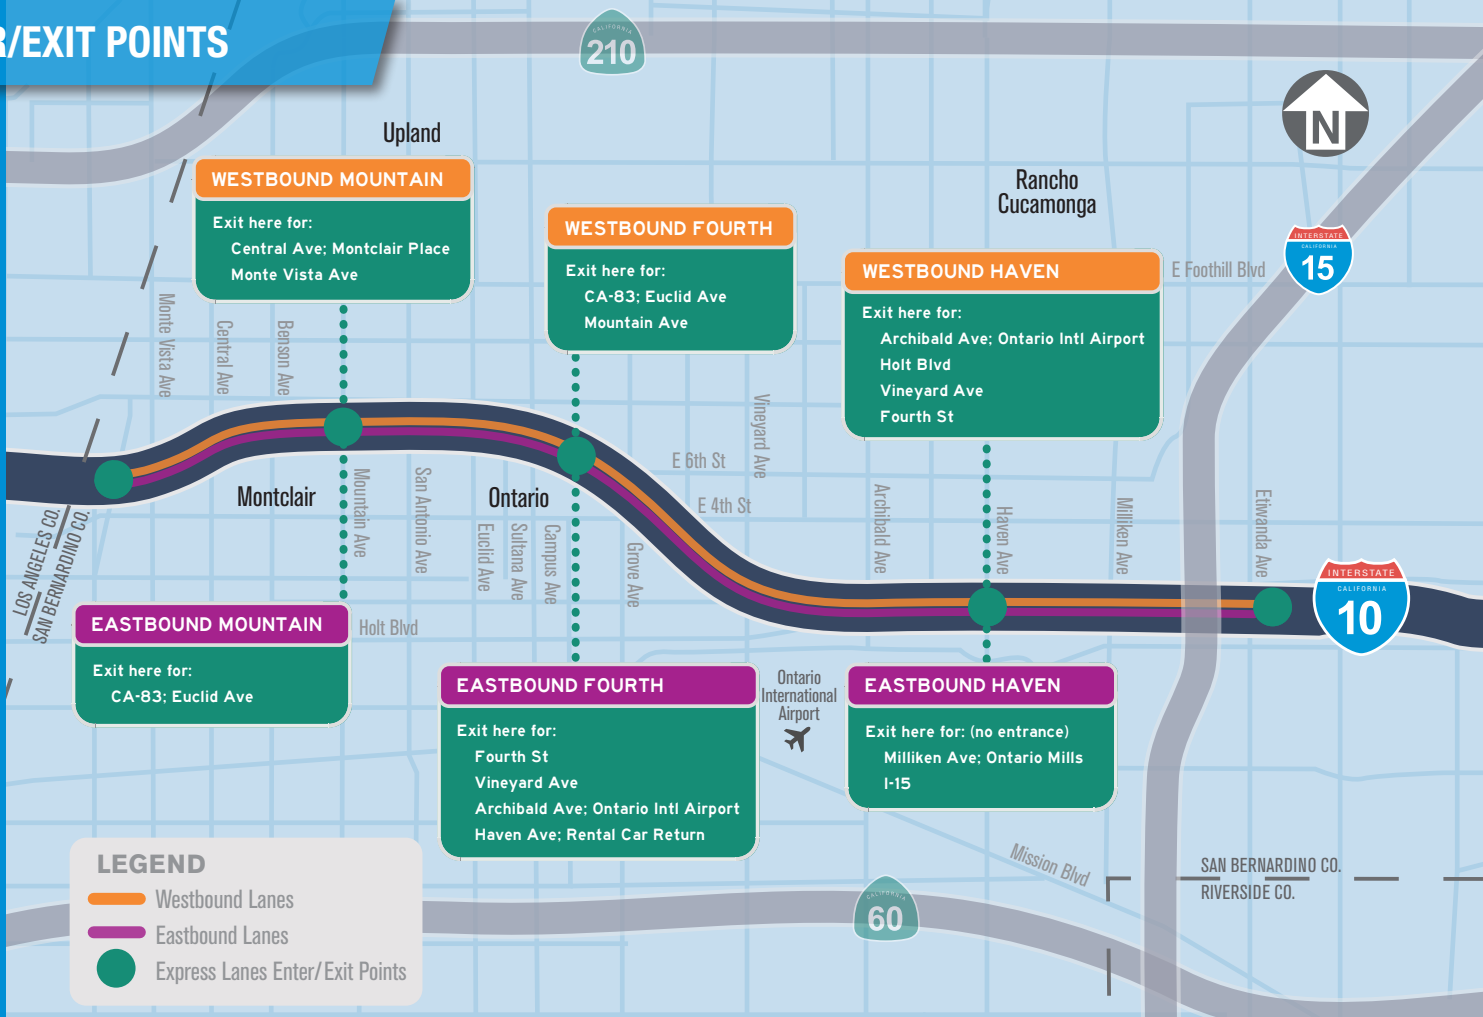 R/EXIT POINTS
CALIFORNIA
210
N
Upland
Rancho
Cucamonga
WESTBOUND MOUNTAIN
Exit here for:
Central Ave; Montclair Place
Monte Vista Ave
WESTBOUND FOURTH
Exit here for:
CA-83; Euclid Ave
Mountain Ave
WESTBOUND HAVEN
Exit here for:
Archibald Ave; Ontario Intl Airport
Holt Blvd
Vineyard Ave
Fourth St
E Foothill Blvd
INTERSTATE
CALIFORNIA
15
Monte Vista Ave
Central Ave
Benson Ave
Vineyard Ave
E 6th St
E 4th St
Montclair
Ontario
Mountain Ave
San Antonio Ave
Euclid Ave
Sultana Ave
Campus Ave
Grove Ave
Archibald Ave
Haven Ave
Milliken Ave
Etiwanda Ave
LOS ANGELES CO.
SAN BERNARDINO CO.
INTERSTATE
CALIFORNIA
10
EASTBOUND MOUNTAIN
Exit here for:
CA-83; Euclid Ave
Holt Blvd
EASTBOUND FOURTH
Exit here for:
Fourth St
Vineyard Ave
Archibald Ave; Ontario Intl Airport
Haven Ave; Rental Car Return
Ontario
International
Airport
EASTBOUND HAVEN
Exit here for: (no entrance)
Milliken Ave; Ontario Mills
I-15
Mission Blvd
SAN BERNARDINO CO.
RIVERSIDE CO.
CALIFORNIA
60
LEGEND
Westbound Lanes
Eastbound Lanes
Express Lanes Enter/Exit Points